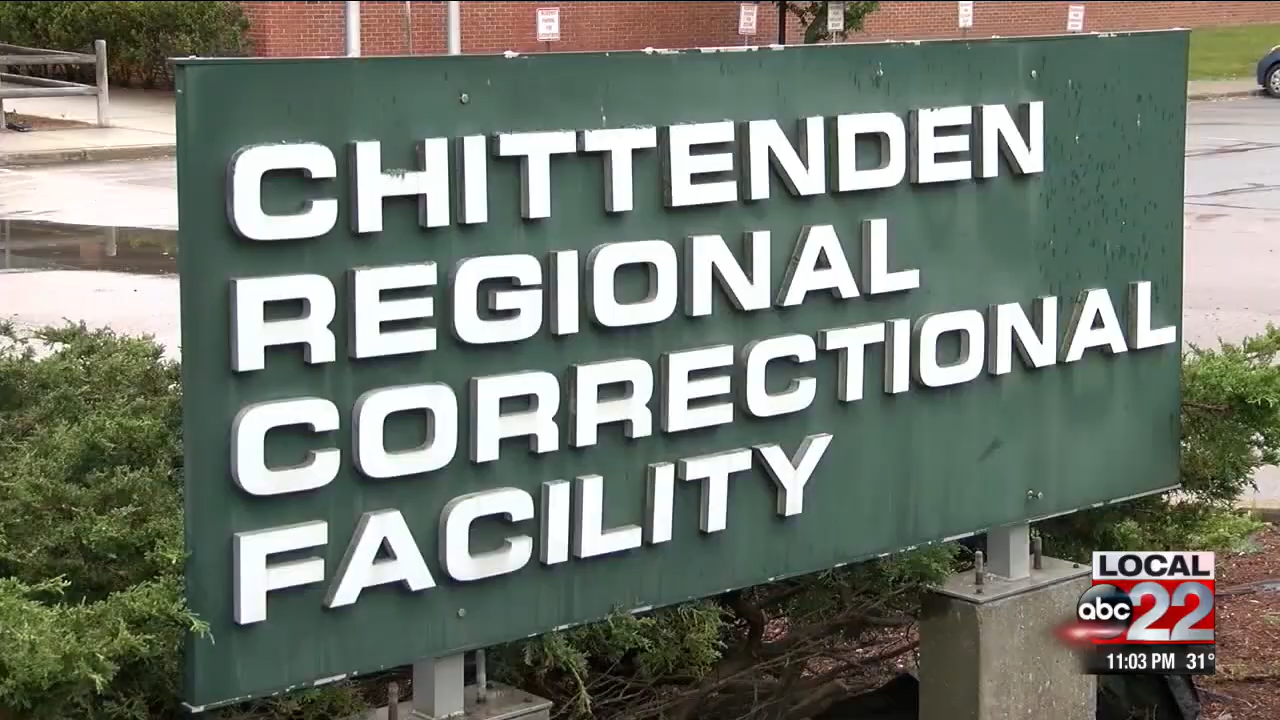 CHITTENDEN
REGIONAL
CORRECTIONAL
FACILITY
LOCAL
abc 22
11:03 PM 31°